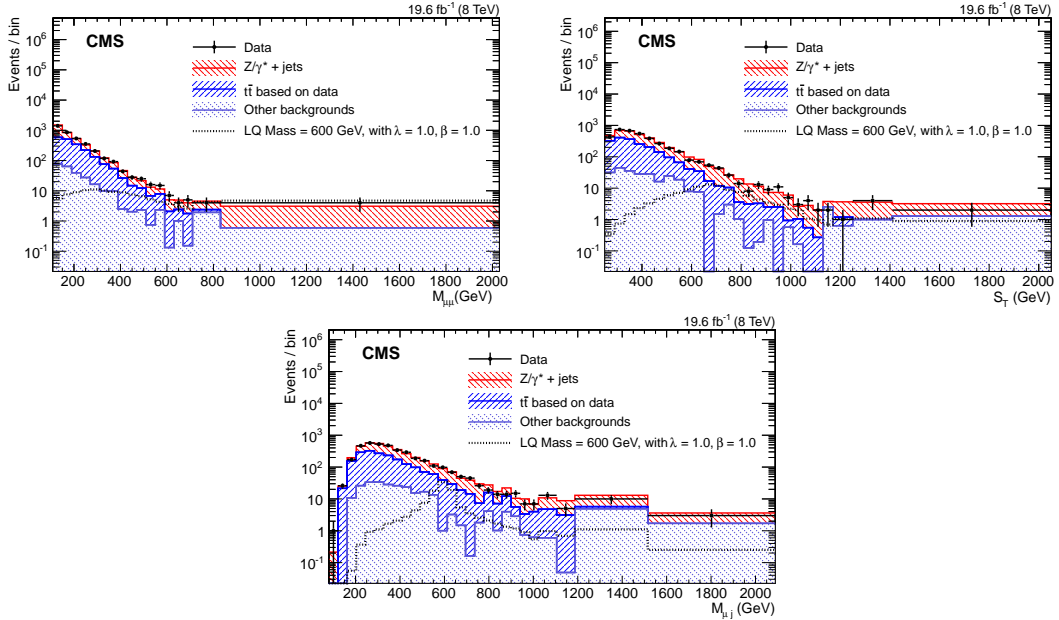 19.6 fb⁻¹ (8 TeV)
CMS
Data
Z/γ* + jets
tt̄ based on data
Other backgrounds
LQ Mass = 600 GeV, with λ = 1.0, β = 1.0
Events / bin
10⁶
10⁵
10⁴
10³
10²
10
1
10⁻¹
200 400 600 800 1000 1200 1400 1600 1800 2000
M_μμ(GeV)
19.6 fb⁻¹ (8 TeV)
CMS
Data
Z/γ* + jets
tt̄ based on data
Other backgrounds
LQ Mass = 600 GeV, with λ = 1.0, β = 1.0
Events / bin
10⁶
10⁵
10⁴
10³
10²
10
1
10⁻¹
400 600 800 1000 1200 1400 1600 1800 2000
S_T (GeV)
19.6 fb⁻¹ (8 TeV)
CMS
Data
Z/γ* + jets
tt̄ based on data
Other backgrounds
LQ Mass = 600 GeV, with λ = 1.0, β = 1.0
Events / bin
10⁶
10⁵
10⁴
10³
10²
10
1
10⁻¹
200 400 600 800 1000 1200 1400 1600 1800 2000
M_μ j (GeV)